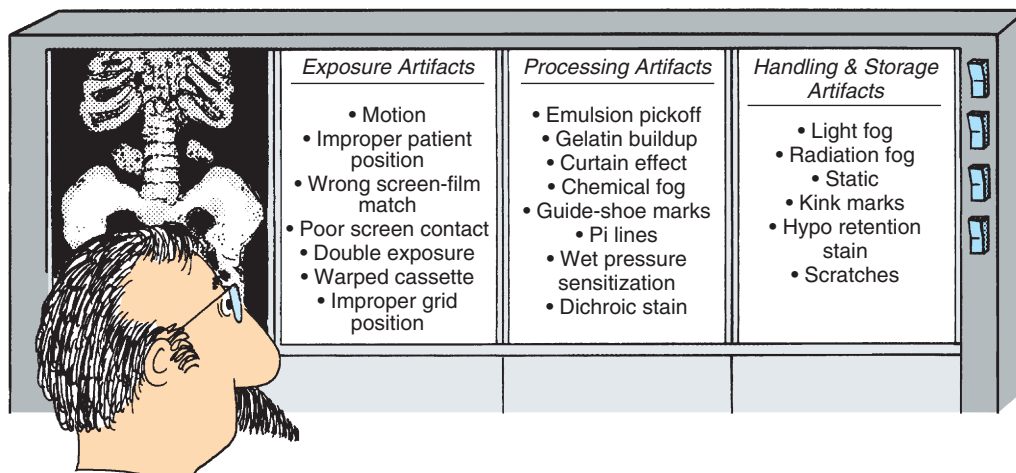 Exposure Artifacts
• Motion
• Improper patient
position
• Wrong screen-film
match
• Poor screen contact
• Double exposure
• Warped cassette
• Improper grid
position
Processing Artifacts
• Emulsion pickoff
• Gelatin buildup
• Curtain effect
• Chemical fog
• Guide-shoe marks
• Pi lines
• Wet pressure
sensitization
• Dichroic stain
Handling & Storage
Artifacts
• Light fog
• Radiation fog
• Static
• Kink marks
• Hypo retention
stain
• Scratches